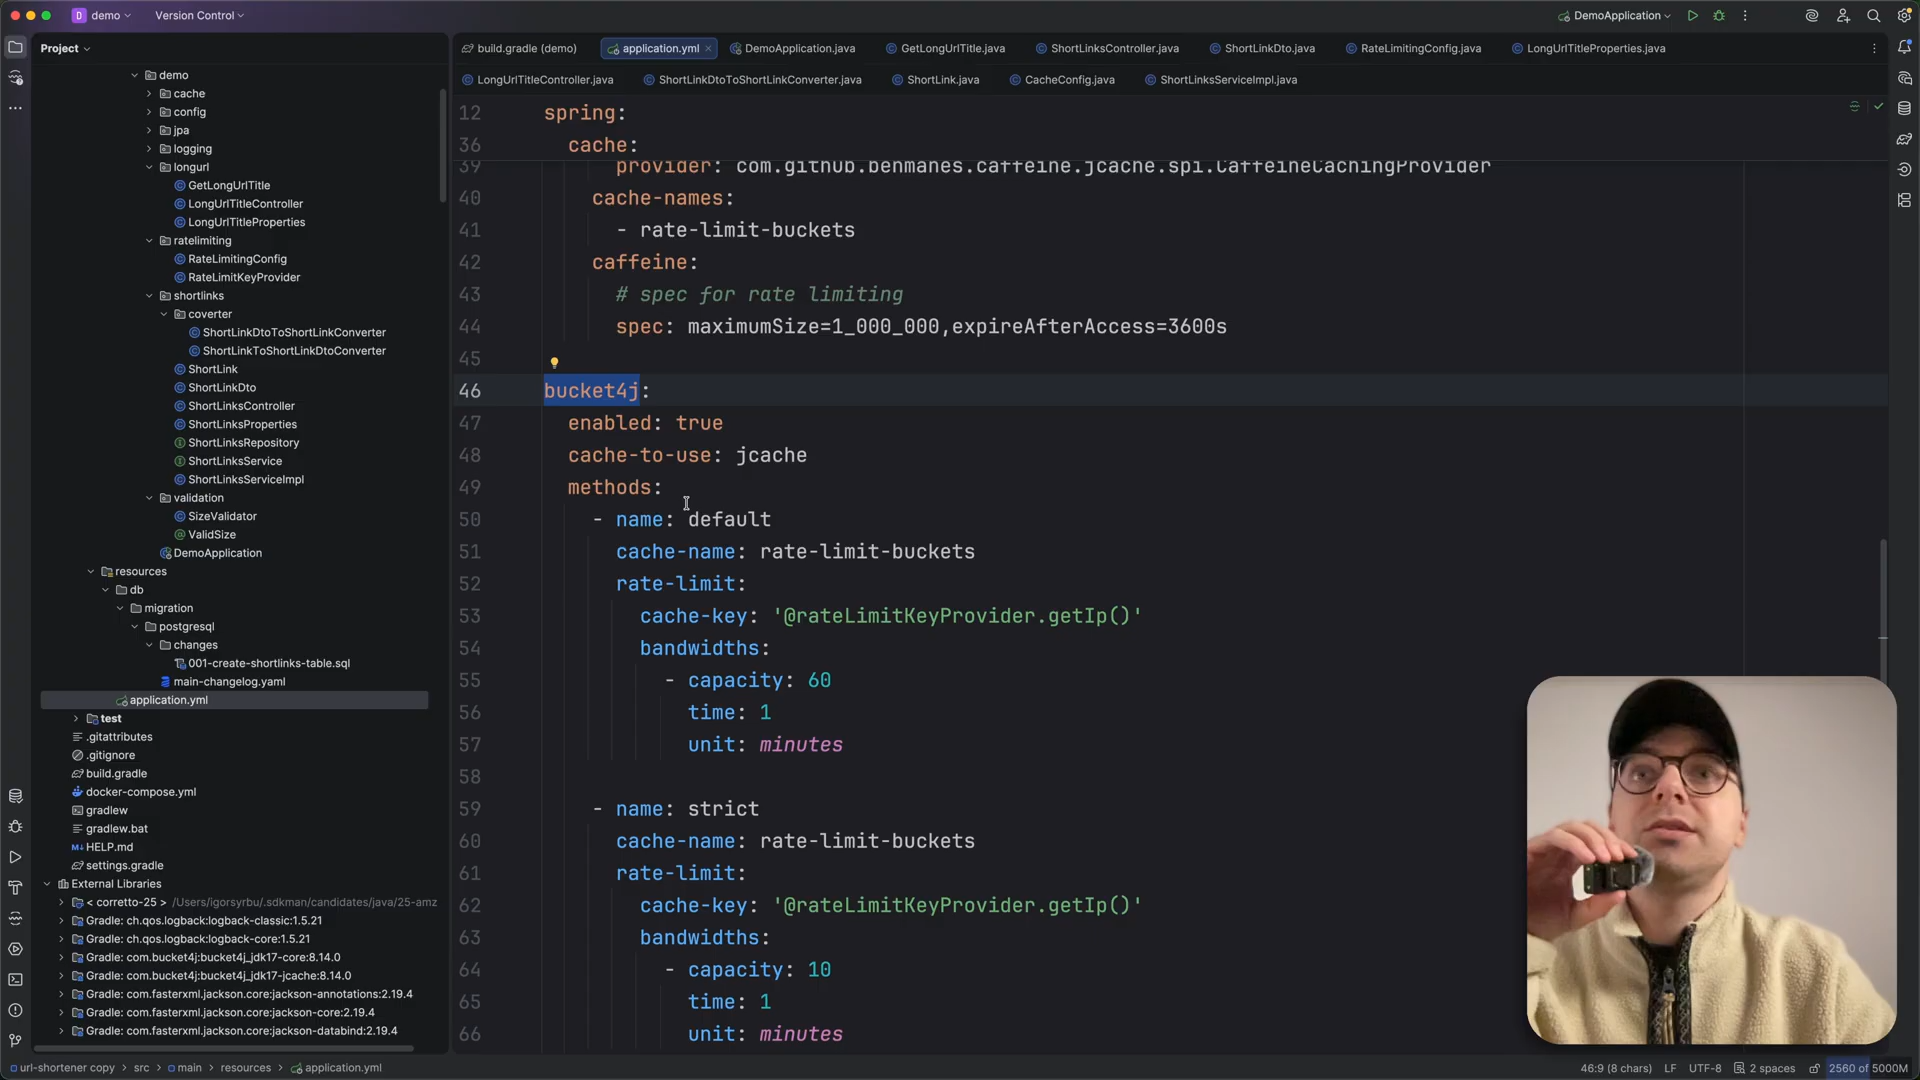 demo
Version Control
DemoApplication
Project
build.gradle (demo)
application.yml
DemoApplication.java
GetLongUrlTitle.java
ShortLinksController.java
ShortLinkDto.java
RateLimitingConfig.java
LongUrlTitleProperties.java
LongUrlTitleController.java
ShortLinkDtoToShortLinkConverter.java
ShortLink.java
CacheConfig.java
ShortLinksServiceImpl.java
demo
cache
config
jpa
logging
longurl
GetLongUrlTitle
LongUrlTitleController
LongUrlTitleProperties
ratelimiting
RateLimitingConfig
RateLimitKeyProvider
shortlinks
coverter
ShortLinkDtoToShortLinkConverter
ShortLinkToShortLinkDtoConverter
ShortLink
ShortLinkDto
ShortLinksController
ShortLinksProperties
ShortLinksRepository
ShortLinksService
ShortLinksServiceImpl
validation
SizeValidator
ValidSize
DemoApplication
resources
db
migration
postgresql
changes
001-create-shortlinks-table.sql
main-changelog.yaml
application.yml
test
.gitattributes
.gitignore
build.gradle
docker-compose.yml
gradlew
gradlew.bat
HELP.md
settings.gradle
External Libraries
< corretto-25 > /Users/igorsyrbu/.sdkman/candidates/java/25-amz
Gradle: ch.qos.logback:logback-classic:1.5.21
Gradle: ch.qos.logback:logback-core:1.5.21
Gradle: com.bucket4j:bucket4j_jdk17-core:8.14.0
Gradle: com.bucket4j:bucket4j_jdk17-jcache:8.14.0
Gradle: com.fasterxml.jackson.core:jackson-annotations:2.19.4
Gradle: com.fasterxml.jackson.core:jackson-core:2.19.4
Gradle: com.fasterxml.jackson.core:jackson-databind:2.19.4
12 spring:
36 cache:
39 provider: com.github.benmanes.caffeine.jcache.spi.CaffeineCachingProvider
40 cache-names:
41 - rate-limit-buckets
42 caffeine:
43 # spec for rate limiting
44 spec: maximumSize=1_000_000,expireAfterAccess=3600s
45
46 bucket4j:
47 enabled: true
48 cache-to-use: jcache
49 methods:
50 - name: default
51 cache-name: rate-limit-buckets
52 rate-limit:
53 cache-key: '@rateLimitKeyProvider.getIp()'
54 bandwidths:
55 - capacity: 60
56 time: 1
57 unit: minutes
58
59 - name: strict
60 cache-name: rate-limit-buckets
61 rate-limit:
62 cache-key: '@rateLimitKeyProvider.getIp()'
63 bandwidths:
64 - capacity: 10
65 time: 1
66 unit: minutes
url-shortener copy > src > main > resources > application.yml
46:9 (8 chars) LF UTF-8 2 spaces 2560 of 5000M